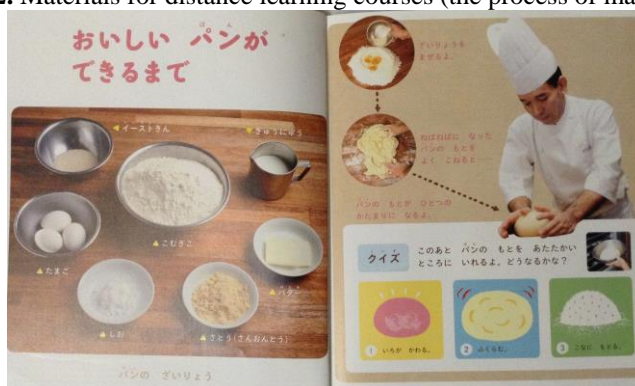 2. Materials for distance learning courses (the process of ma
おいしい パンが
できるまで
イーストきん
ぎゅうにゅう
こむぎこ
たまご
バター
しお
さとう(さんおんとう)
パンの ざいりょう
ざいりょうを
まぜるよ。
ねばねばに なった
パンの もとを
よく こねると…
パンの もとが ひとつの
かたまりに なるよ。
クイズ
このあと パンの もとを あたたかい
ところに いれるよ。どうなるかな?
1 いろが かわる。
2 ふくらむ。
3 こなに もどる。